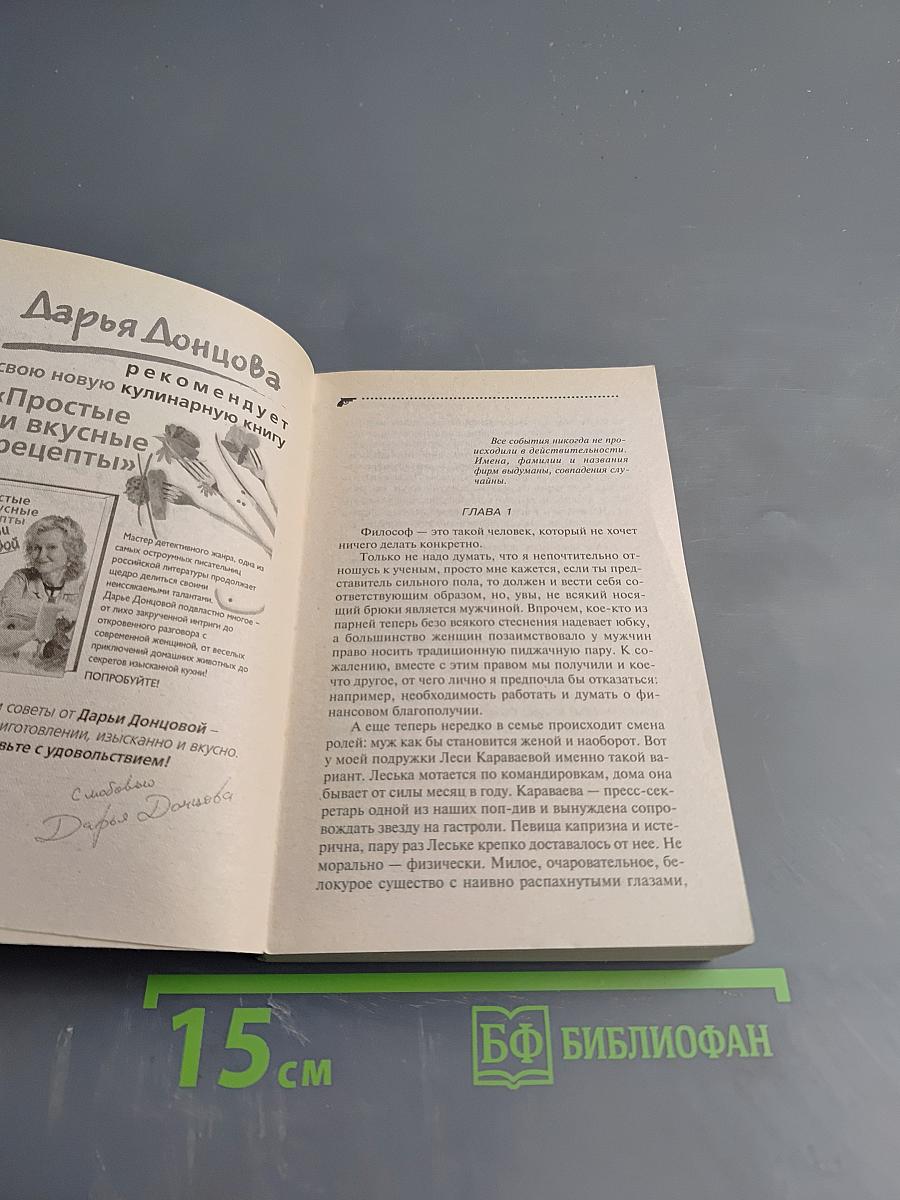 Дарья Донцова
рекомендует
свою новую кулинарную книгу
«Простые
и вкусные
рецепты»
Мастер детективного жанра, одна из
самых остроумных писательниц
российской литературы продолжает
щедро делиться своими
неиссякаемыми талантами.
Дарье Донцовой подвластно многое –
от лихо закрученной интриги до
откровенного разговора с
современной женщиной, от веселых
приключений домашних животных до
секретов изысканной кухни!
ПОПРОБУЙТЕ!
советы от Дарьи Донцовой –
изысканно и вкусно.
с удовольствием!
С любовью
Дарья Донцова
Все события никогда не про-
исходили в действительности.
Имена, фамилии и названия
фирм выдуманы, совпадения слу-
чайны.
ГЛАВА 1
Философ — это такой человек, который не хочет
ничего делать конкретно.
Только не надо думать, что я непочтительно от-
ношусь к ученым, просто мне кажется, если ты пред-
ставитель сильного пола, то должен и вести себя со-
ответствующим образом, но, увы, не всякий нося-
щий брюки является мужчиной. Впрочем, кое-кто из
парней теперь безо всякого стеснения надевает юбку,
а большинство женщин позаимствовало у мужчин
право носить традиционную пиджачную пару. К со-
жалению, вместе с этим правом мы получили и кое-
что другое, от чего лично я предпочла бы отказаться:
например, необходимость работать и думать о фи-
нансовом благополучии.
А еще теперь нередко в семье происходит смена
ролей: муж как бы становится женой и наоборот. Вот
у моей подружки Леси Караваевой именно такой ва-
риант. Леська мотается по командировкам, дома она
бывает от силы месяц в году. Караваева — пресс-сек-
ретарь одной из наших поп-див и вынуждена сопро-
вождать звезду на гастроли. Певица капризна и исте-
рична, пару раз Леське крепко доставалось от нее. Не
морально — физически. Милое, очаровательное, бе-
локурое существо с наивно распахнутыми глазами,
15 см
БФ БИБЛИОФАН